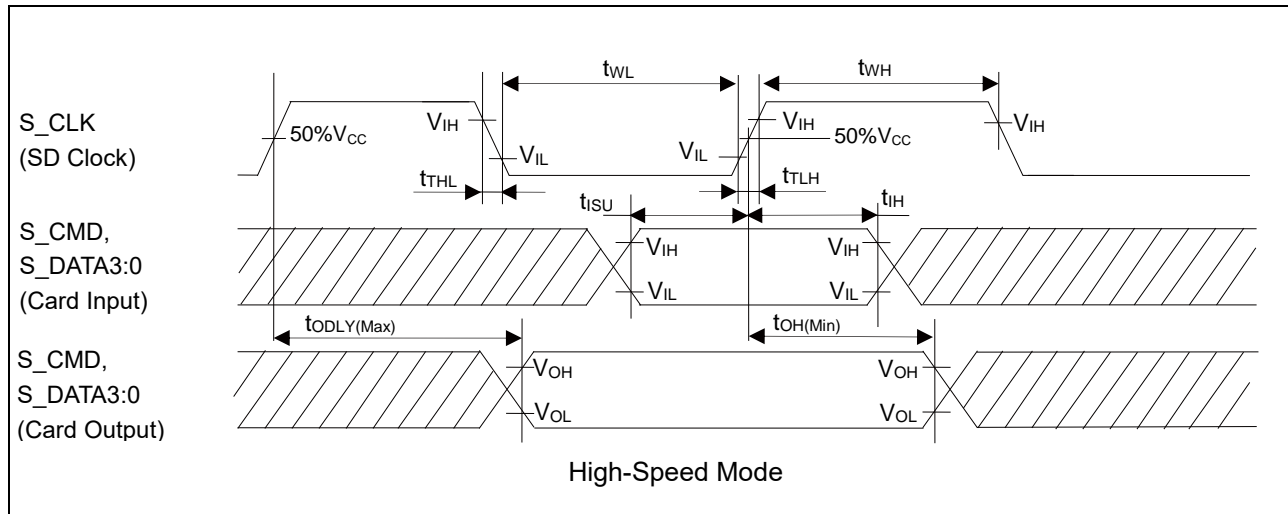 tWL
tWH
S_CLK
(SD Clock)
50%VCC
VIH
VIL
VIL
VIH
50%VCC
VIH
tTHL
tTLH
tISU
tIH
S_CMD,
S_DATA3:0
(Card Input)
VIH
VIL
VIH
VIL
tODLY(Max)
tOH(Min)
S_CMD,
S_DATA3:0
(Card Output)
VOH
VOL
VOH
VOL
High-Speed Mode